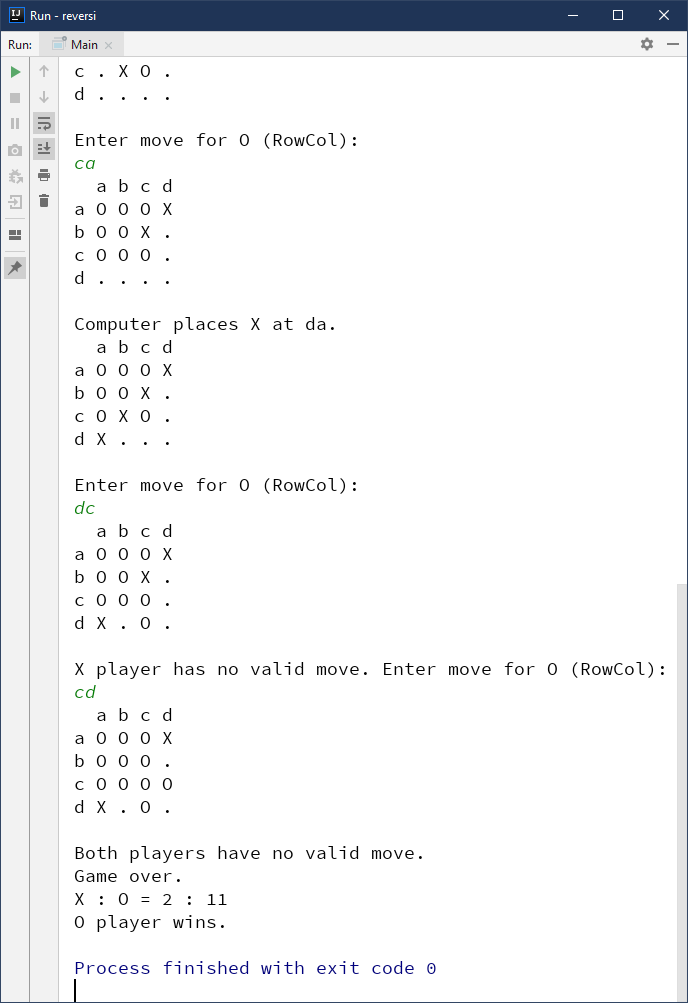 Run - reversi
Run: Main
c . X O .
d . . . .
Enter move for O (RowCol):
ca
a b c d
a O O O X
b O O X .
c O O O .
d . . . .
Computer places X at da.
a b c d
a O O O X
b O O X .
c O X O .
d X . . .
Enter move for O (RowCol):
dc
a b c d
a O O O X
b O O X .
c O O O .
d X . O .
X player has no valid move. Enter move for O (RowCol):
cd
a b c d
a O O O X
b O O O .
c O O O O
d X . O .
Both players have no valid move.
Game over.
X : O = 2 : 11
O player wins.
Process finished with exit code 0